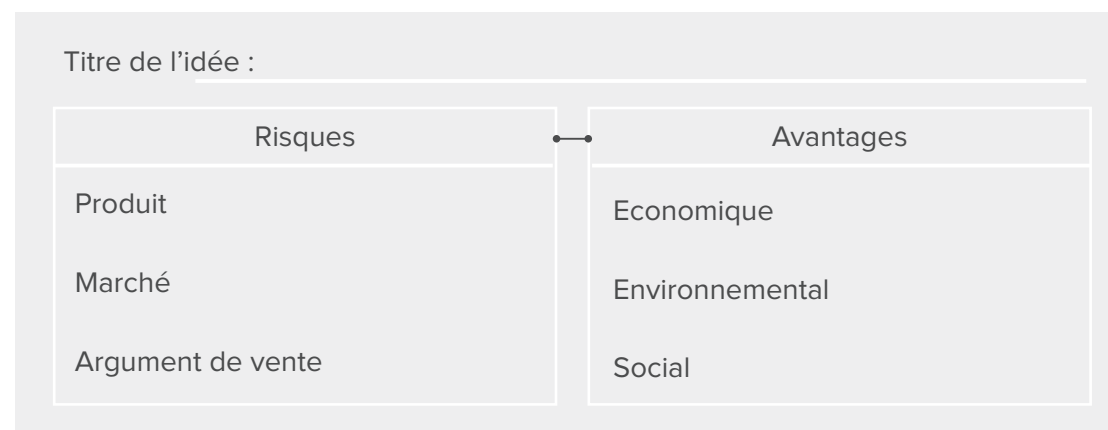 Titre de l’idée :
Risques
Avantages
Produit
Marché
Argument de vente
Economique
Environnemental
Social